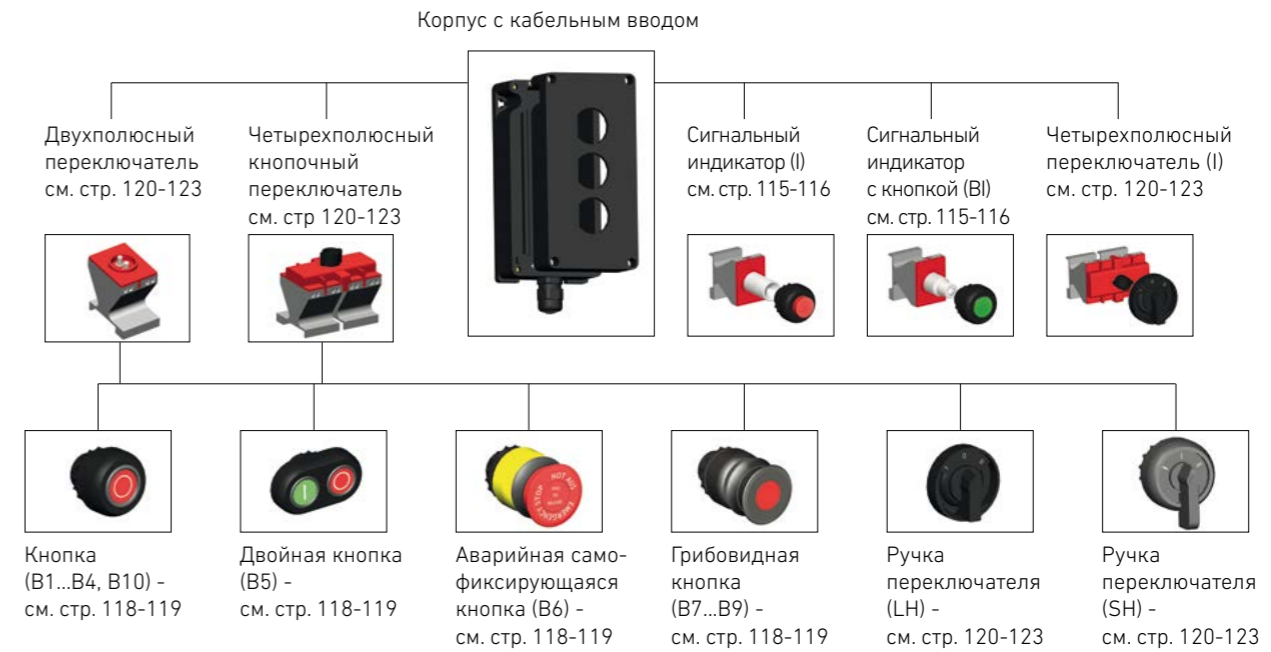 Корпус с кабельным вводом
Двухполюсный
переключатель
см. стр. 120-123
Четырехполюсный
кнопочный
переключатель
см. стр 120-123
Сигнальный
индикатор (I)
см. стр. 115-116
Сигнальный
индикатор
с кнопкой (BI)
см. стр. 115-116
Четырехполюсный
переключатель (I)
см. стр. 120-123
NOT AUS
EMERGENCY STOP
Кнопка
(B1...B4, B10) -
см. стр. 118-119
Двойная кнопка
(B5) -
см. стр. 118-119
Аварийная само-
фиксирующаяся
кнопка (B6) -
см. стр. 118-119
Грибовидная
кнопка
(B7...B9) -
см. стр. 118-119
Ручка
переключателя
(LH) -
см. стр. 120-123
Ручка
переключателя
(SH) -
см. стр. 120-123